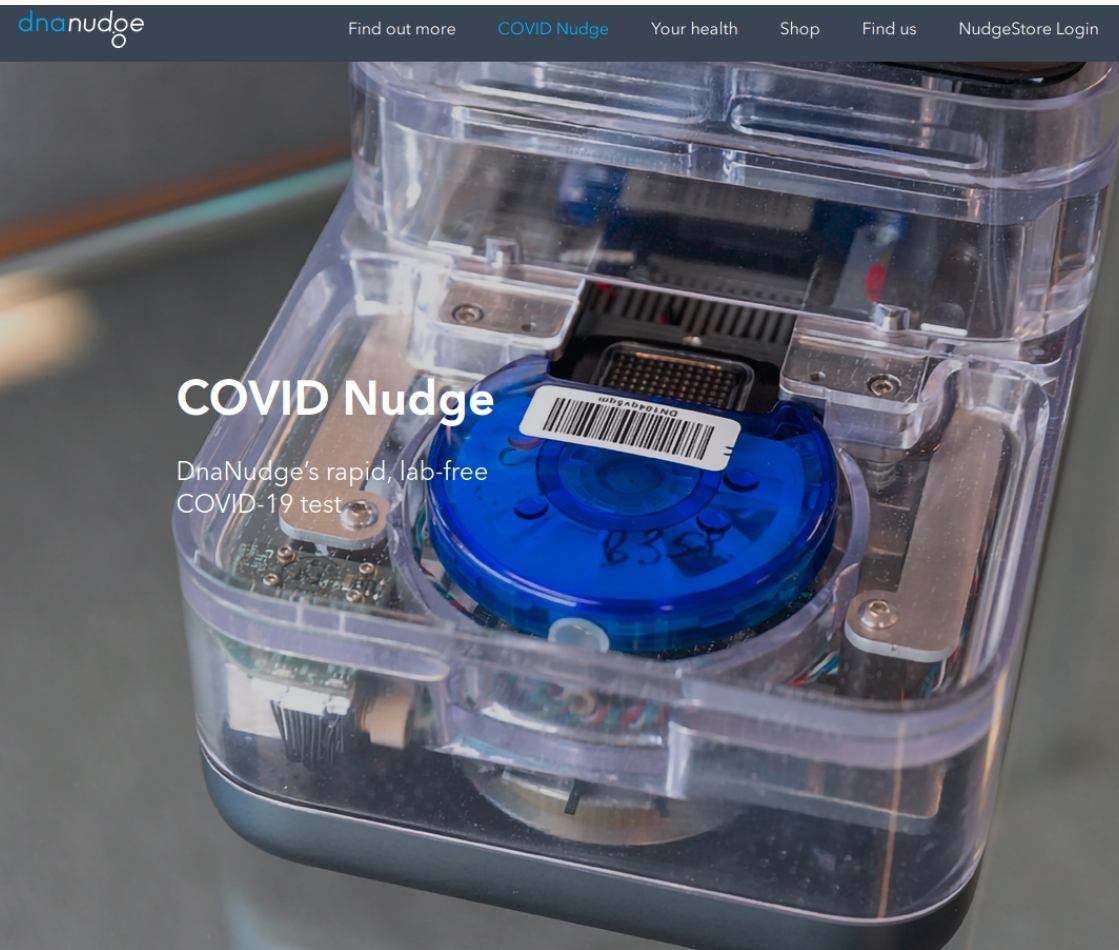 dnanudge
Find out more
COVID Nudge
Your health
Shop
Find us
NudgeStore Login
COVID Nudge
DnaNudge's rapid, lab-free
COVID-19 test
DN104qv5qm